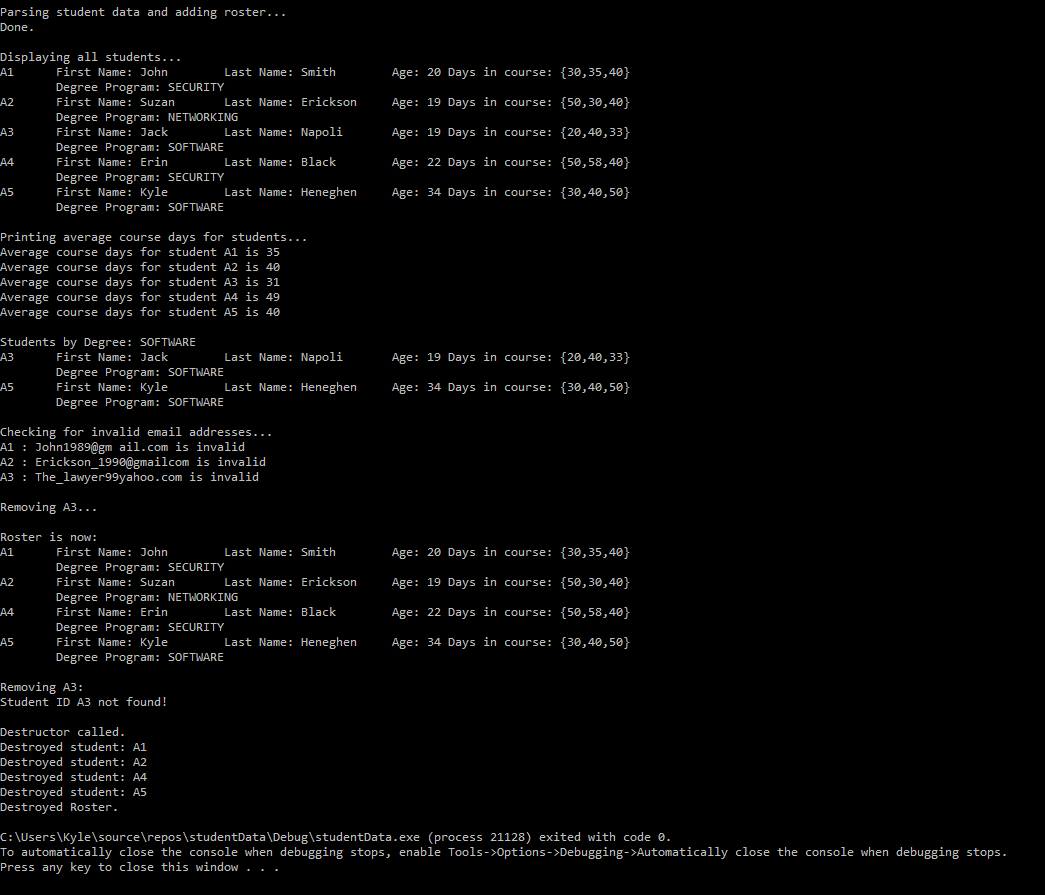 Parsing student data and adding roster...
Done.
Displaying all students...
A1 First Name: John Last Name: Smith Age: 20 Days in course: {30,35,40}
Degree Program: SECURITY
A2 First Name: Suzan Last Name: Erickson Age: 19 Days in course: {50,30,40}
Degree Program: NETWORKING
A3 First Name: Jack Last Name: Napoli Age: 19 Days in course: {20,40,33}
Degree Program: SOFTWARE
A4 First Name: Erin Last Name: Black Age: 22 Days in course: {50,58,40}
Degree Program: SECURITY
A5 First Name: Kyle Last Name: Heneghen Age: 34 Days in course: {30,40,50}
Degree Program: SOFTWARE
Printing average course days for students...
Average course days for student A1 is 35
Average course days for student A2 is 40
Average course days for student A3 is 31
Average course days for student A4 is 49
Average course days for student A5 is 40
Students by Degree: SOFTWARE
A3 First Name: Jack Last Name: Napoli Age: 19 Days in course: {20,40,33}
Degree Program: SOFTWARE
A5 First Name: Kyle Last Name: Heneghen Age: 34 Days in course: {30,40,50}
Degree Program: SOFTWARE
Checking for invalid email addresses...
A1 : John1989@gm ail.com is invalid
A2 : Erickson_1990@gmailcom is invalid
A3 : The_lawyer99yahoo.com is invalid
Removing A3...
Roster is now:
A1 First Name: John Last Name: Smith Age: 20 Days in course: {30,35,40}
Degree Program: SECURITY
A2 First Name: Suzan Last Name: Erickson Age: 19 Days in course: {50,30,40}
Degree Program: NETWORKING
A4 First Name: Erin Last Name: Black Age: 22 Days in course: {50,58,40}
Degree Program: SECURITY
A5 First Name: Kyle Last Name: Heneghen Age: 34 Days in course: {30,40,50}
Degree Program: SOFTWARE
Removing A3:
Student ID A3 not found!
Destructor called.
Destroyed student: A1
Destroyed student: A2
Destroyed student: A4
Destroyed student: A5
Destroyed Roster.
C:\Users\Kyle\source\repos\studentData\Debug\studentData.exe (process 21128) exited with code 0.
To automatically close the console when debugging stops, enable Tools->Options->Debugging->Automatically close the console when debugging stops.
Press any key to close this window . . .